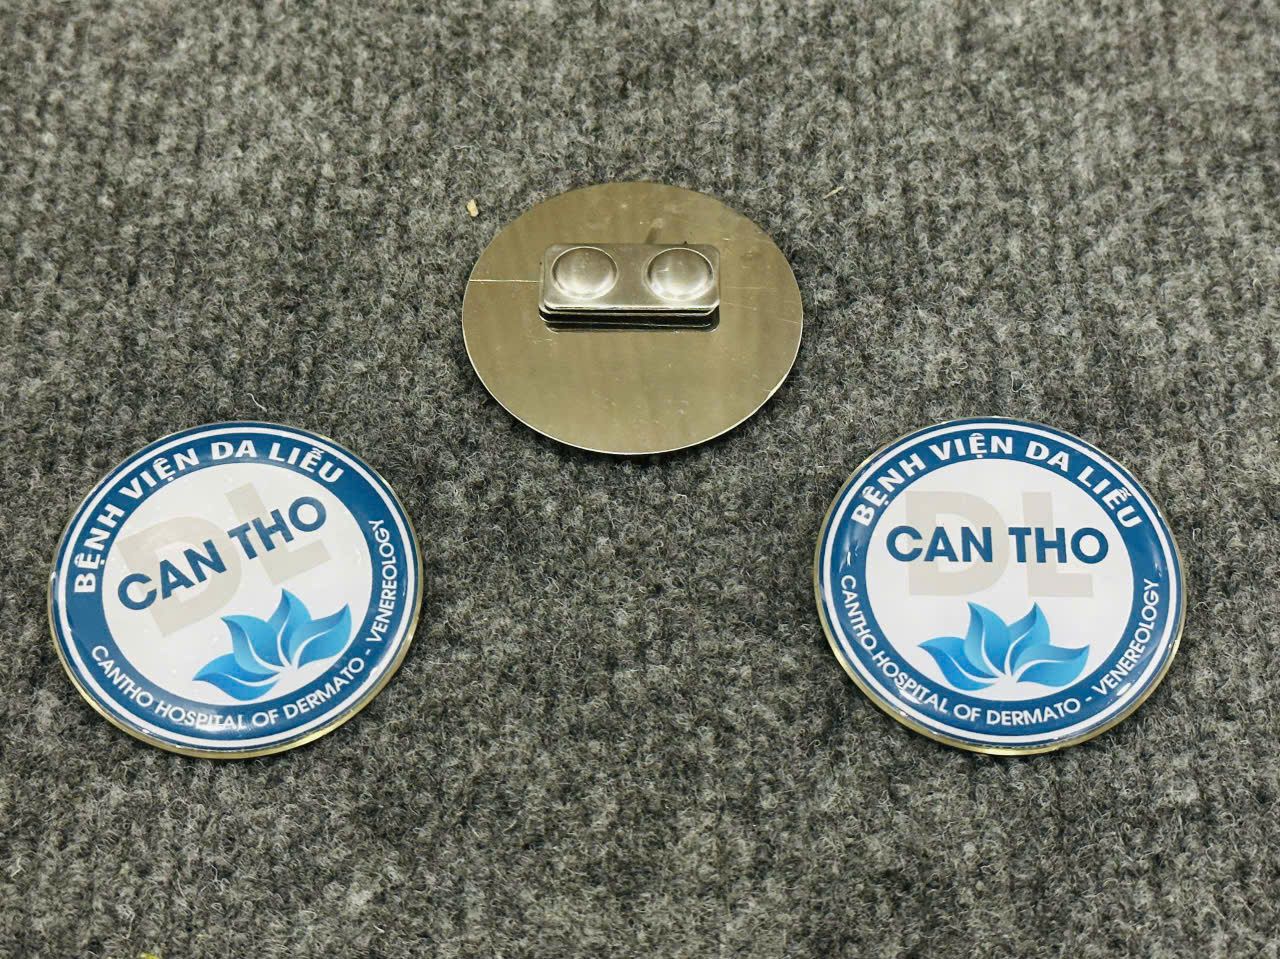 BỆNH VIỆN DA LIỄU
DL
CAN THO
CANTHO HOSPITAL OF DERMATO - VENEREOLOGY
BỆNH VIỆN DA LIỄU
DL
CAN THO
CANTHO HOSPITAL OF DERMATO - VENEREOLOGY